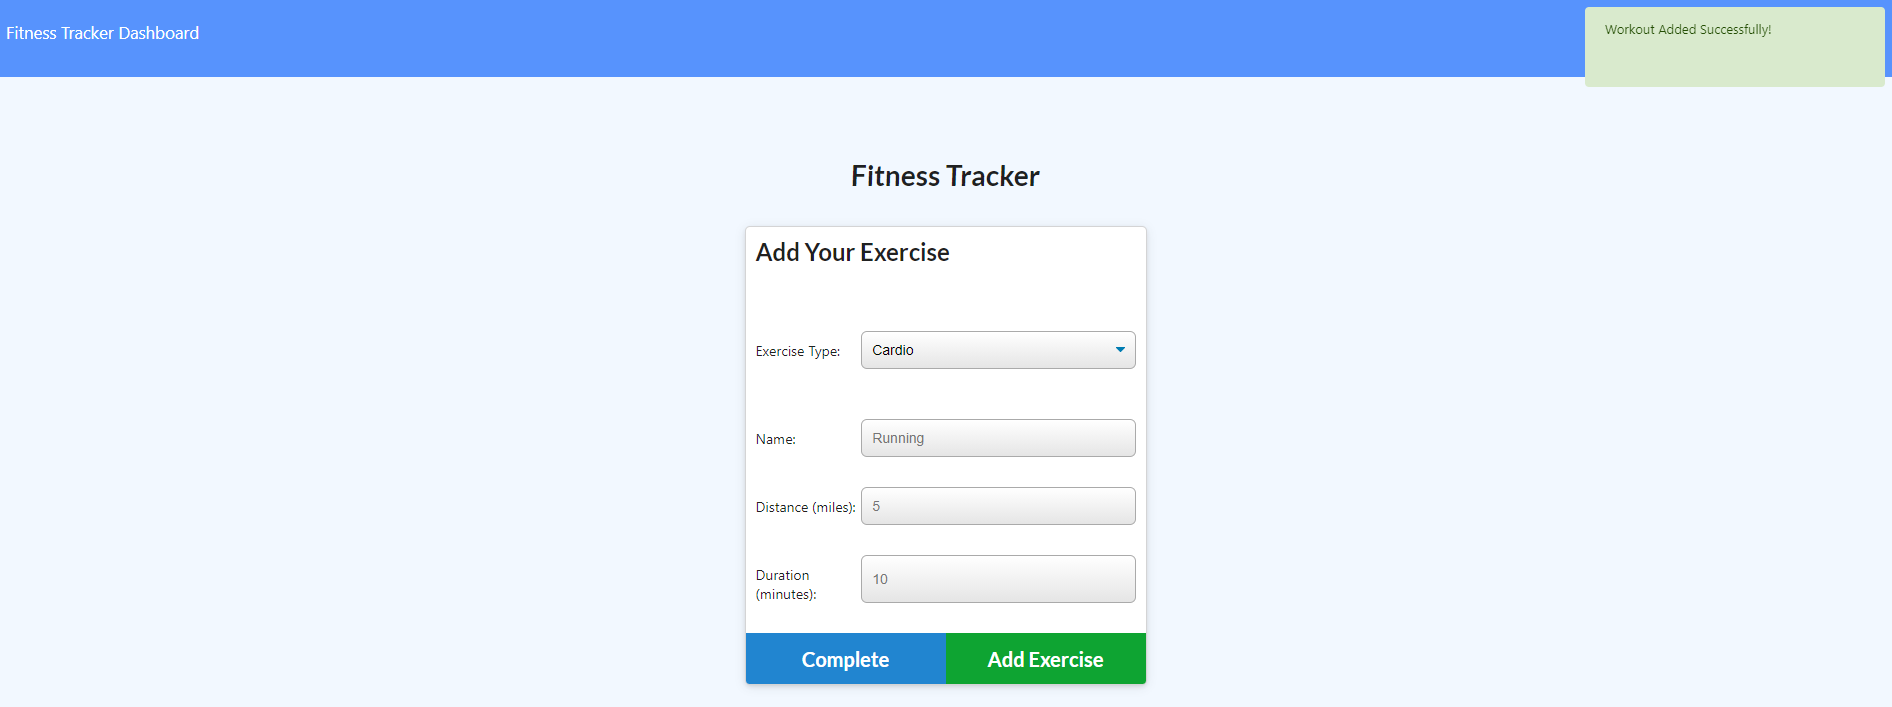 Fitness Tracker Dashboard
Workout Added Successfully!
Fitness Tracker
Add Your Exercise
Exercise Type: Cardio
Name: Running
Distance (miles): 5
Duration (minutes): 10
Complete Add Exercise